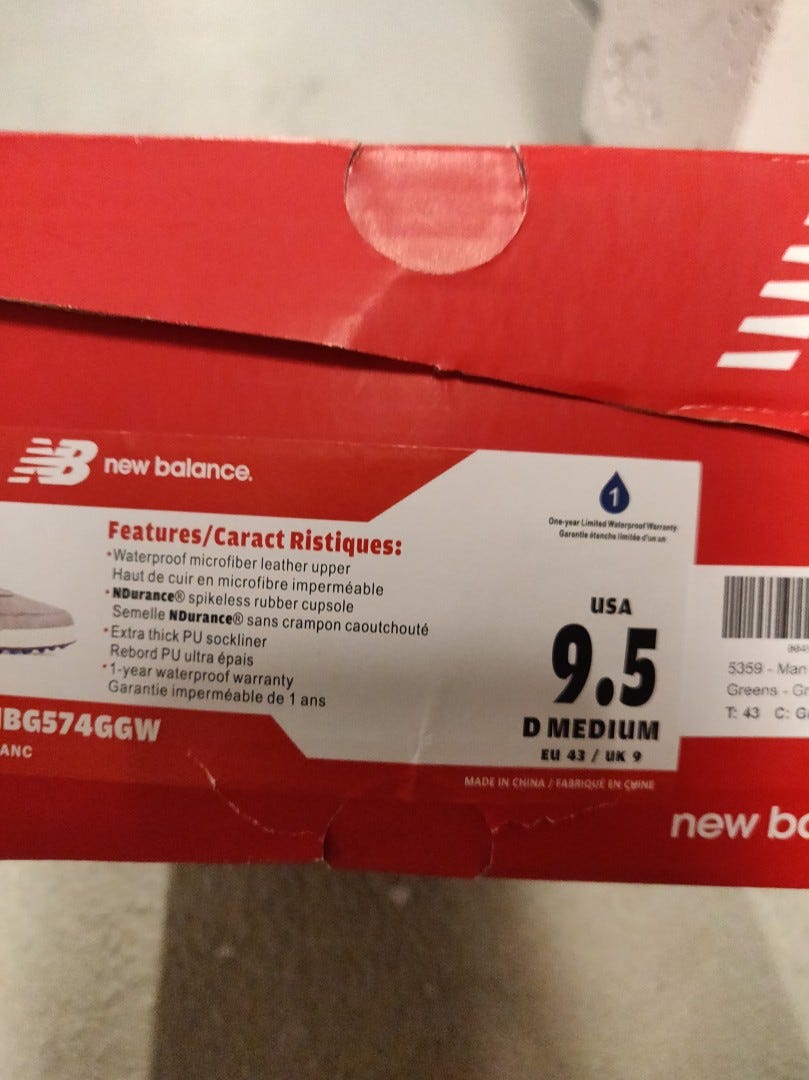 NB new balance.
Features/Caract Ristiques:
•Waterproof microfiber leather upper
Haut de cuir en microfibre imperméable
•NDurance® spikeless rubber cupsole
Semelle NDurance® sans crampon caoutchouté
•Extra thick PU sockliner
Rebord PU ultra épais
•1-year waterproof warranty
Garantie imperméable de 1 ans
BG574GGW
ANC
1
One-year Limited Waterproof Warranty
Garantie étanche limitée d'un an
USA
9.5
D MEDIUM
EU 43 / UK 9
MADE IN CHINA / FABRIQUÉ EN CHINE
5359 - Man
Greens - Gr
T: 43 C: G
new ba